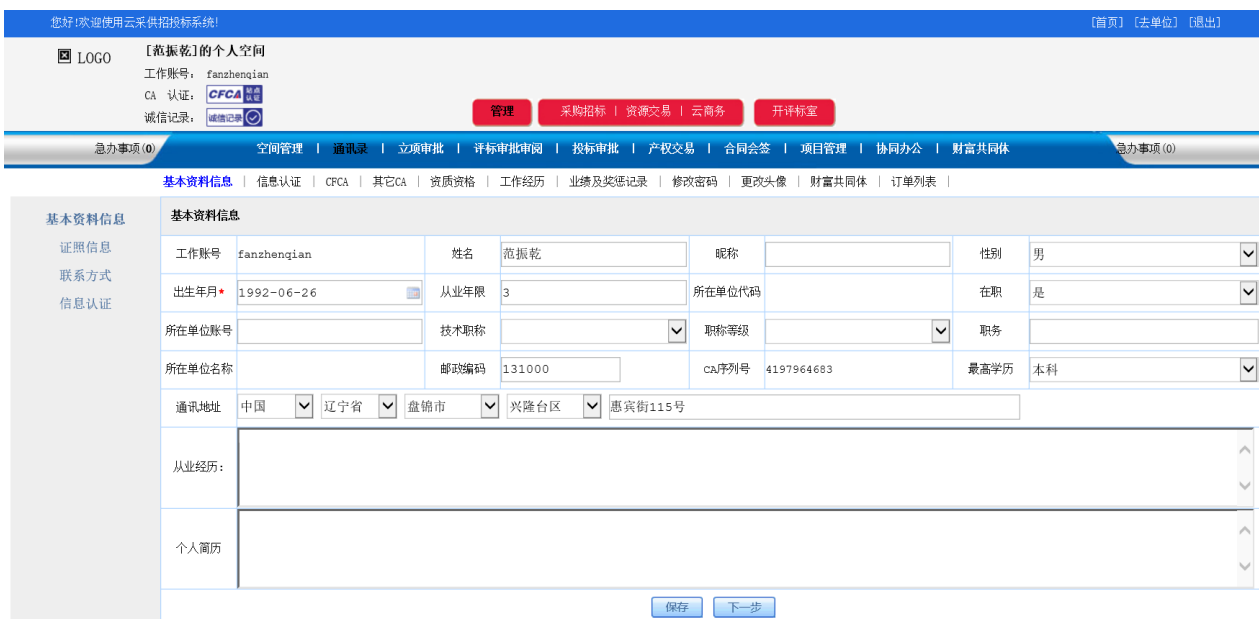 您好!欢迎使用云采供招投标系统! [首页] [去单位] [退出]
LOGO
[范振乾]的个人空间
工作账号: fanzhenqian
CA 认证: CFCA 站点认证
诚信记录: 诚信记录
管理 采购招标 | 资源交易 | 云商务 开评标室
急办事项(0) 空间管理 | 通讯录 | 立项审批 | 评标审批审阅 | 投标审批 | 产权交易 | 合同会签 | 项目管理 | 协同办公 | 财富共同体 急办事项(0)
基本资料信息 | 信息认证 | CFCA | 其它CA | 资质资格 | 工作经历 | 业绩及奖惩记录 | 修改密码 | 更改头像 | 财富共同体 | 订单列表 |
基本资料信息
证照信息
联系方式
信息认证
基本资料信息
工作账号 fanzhenqian 姓名 范振乾 昵称 性别 男
出生年月* 1992-06-26 从业年限 3 所在单位代码 在职 是
所在单位账号 技术职称 职称等级 职务
所在单位名称 邮政编码 131000 CA序列号 4197964683 最高学历 本科
通讯地址 中国 辽宁省 盘锦市 兴隆台区 惠宾街115号
从业经历:
个人简历
保存 下一步